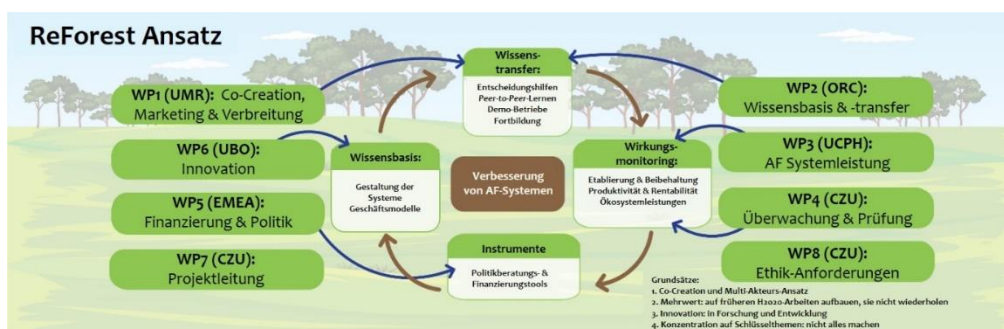 ReForest Ansatz
WP1 (UMR): Co-Creation,
Marketing & Verbreitung
WP6 (UBO):
Innovation
WP5 (EMEA):
Finanzierung & Politik
WP7 (CZU):
Projektleitung
Wissens-
transfer:
Entscheidungshilfen
Peer-to-Peer-Lernen
Demo-Betriebe
Fortbildung
Wissensbasis:
Gestaltung der
Systeme
Geschäftsmodelle
Verbesserung
von AF-Systemen
Wirkungs-
monitoring:
Etablierung & Beibehaltung
Produktivität & Rentabilität
Ökosystemleistungen
Instrumente
Politikberatungs- &
Finanzierungstools
WP2 (ORC):
Wissensbasis & -transfer
WP3 (UCPH):
AF Systemleistung
WP4 (CZU):
Überwachung & Prüfung
WP8 (CZU):
Ethik-Anforderungen
Grundsätze:
1. Co-Creation und Multi-Akteurs-Ansatz
2. Mehrwert: auf früheren H2020-Arbeiten aufbauen, sie nicht wiederholen
3. Innovation: in Forschung und Entwicklung
4. Konzentration auf Schlüsselthemen: nicht alles machen